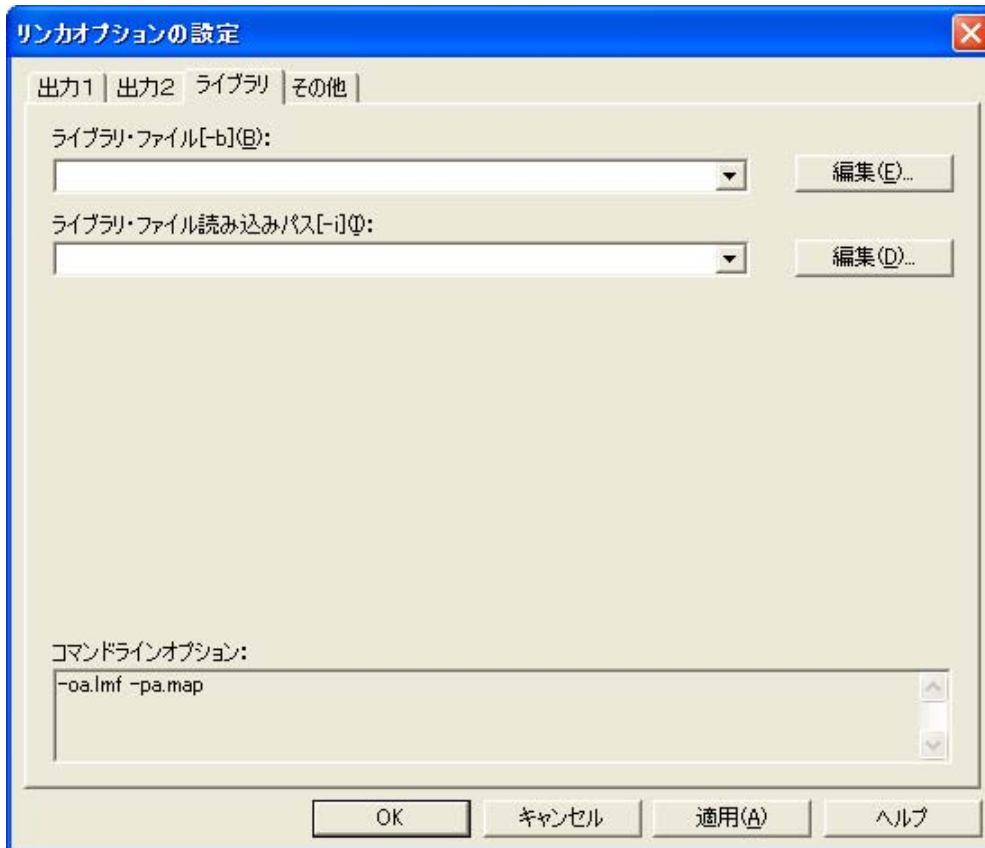 リンカオプションの設定
出力1 出力2 ライブラリ その他
ライブラリ・ファイル[-b](B):
編集(E)...
ライブラリ・ファイル読み込みパス[-i](I):
編集(D)...
コマンドラインオプション:
-oa.lmf -pa.map
OK キャンセル 適用(A) ヘルプ